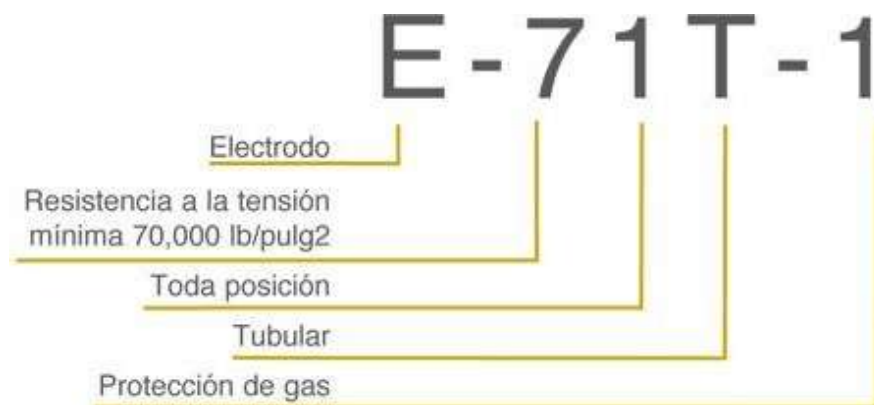 E-71T-1
Electrodo
Resistencia a la tensión
mínima 70,000 lb/pulg2
Toda posición
Tubular
Protección de gas